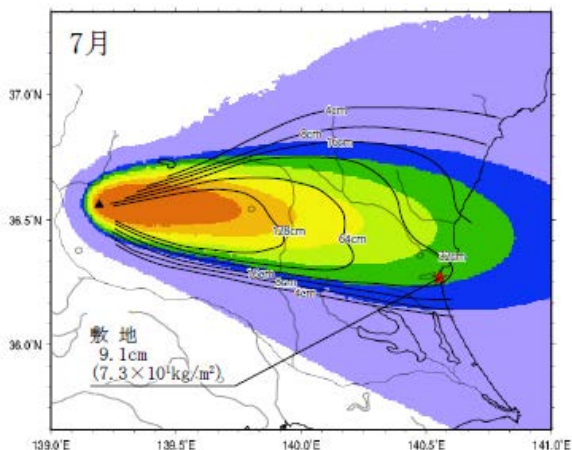 7月
37.0°N
36.5°N
36.0°N
4cm
8cm
16cm
128cm
64cm
32cm
16cm
8cm
4cm
敷 地
9.1cm
(7.3×10¹kg/m²)
139.0°E 139.5°E 140.0°E 140.5°E 141.0°E